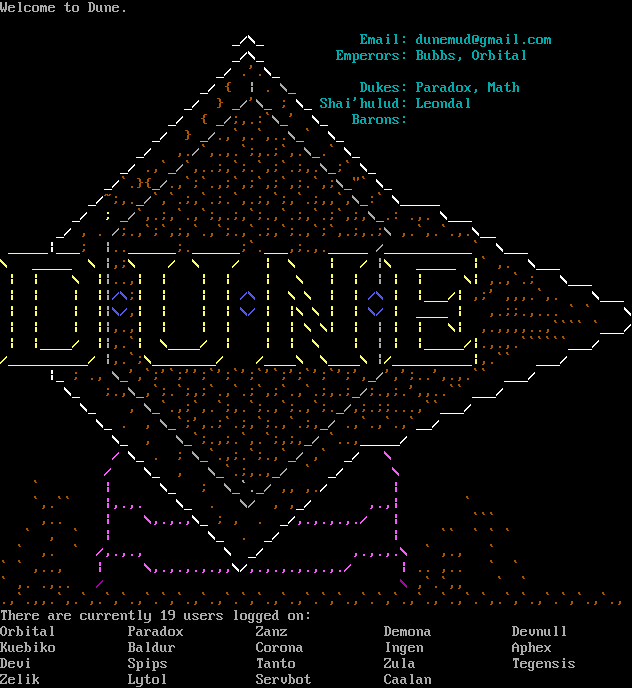 Welcome to Dune.
Email: dunemud@gmail.com
Emperors: Bubbs, Orbital
Dukes: Paradox, Math
Shai'hulud: Leondal
Barons:
DUNE
There are currently 19 users logged on:
Orbital Paradox Zanz Demona Devnull
Kuebiko Baldur Corona Ingen Aphex
Devi Spips Tanto Zula Tegensis
Zelik Lytol Servbot Caalan